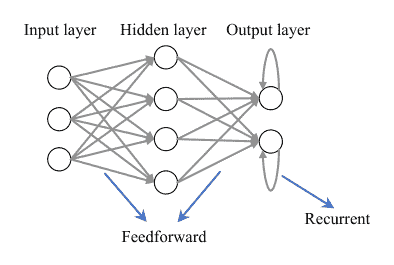 Input layer
Hidden layer
Output layer
Recurrent
Feedforward